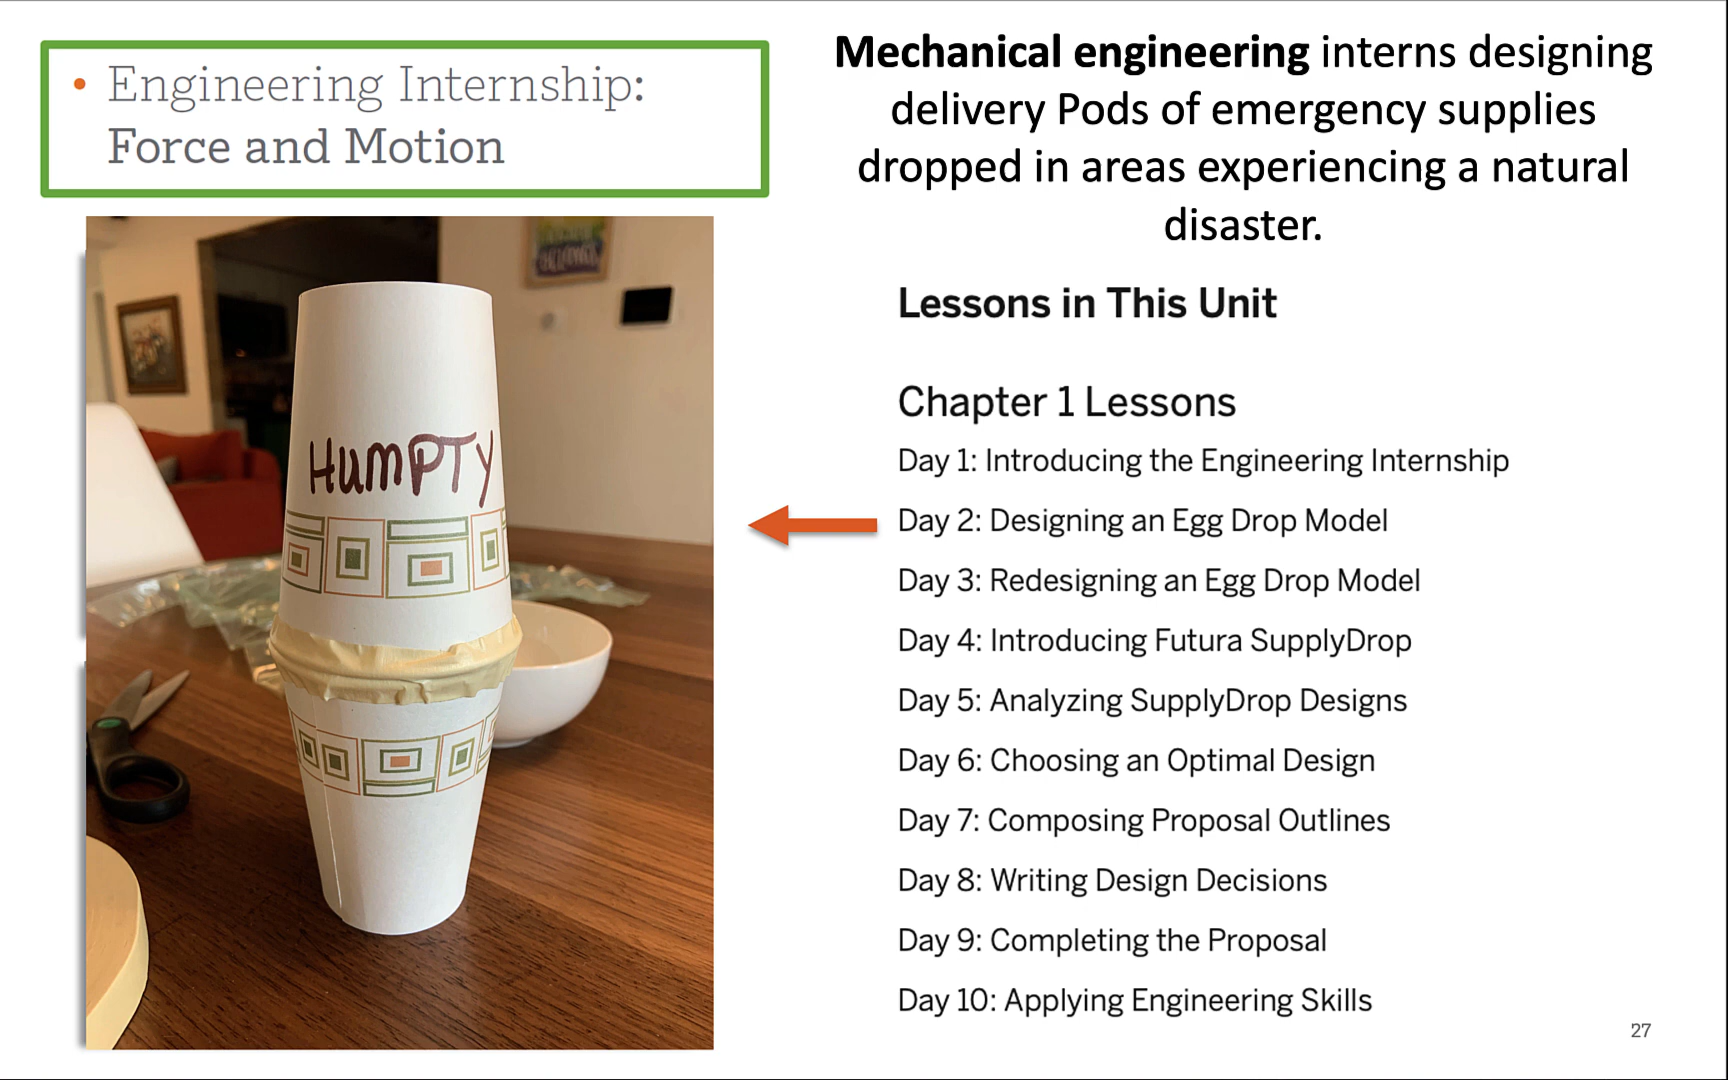 • Engineering Internship:
Force and Motion
Mechanical engineering interns designing
delivery Pods of emergency supplies
dropped in areas experiencing a natural
disaster.
HumPTY
Lessons in This Unit
Chapter 1 Lessons
Day 1: Introducing the Engineering Internship
Day 2: Designing an Egg Drop Model
Day 3: Redesigning an Egg Drop Model
Day 4: Introducing Futura SupplyDrop
Day 5: Analyzing SupplyDrop Designs
Day 6: Choosing an Optimal Design
Day 7: Composing Proposal Outlines
Day 8: Writing Design Decisions
Day 9: Completing the Proposal
Day 10: Applying Engineering Skills
27